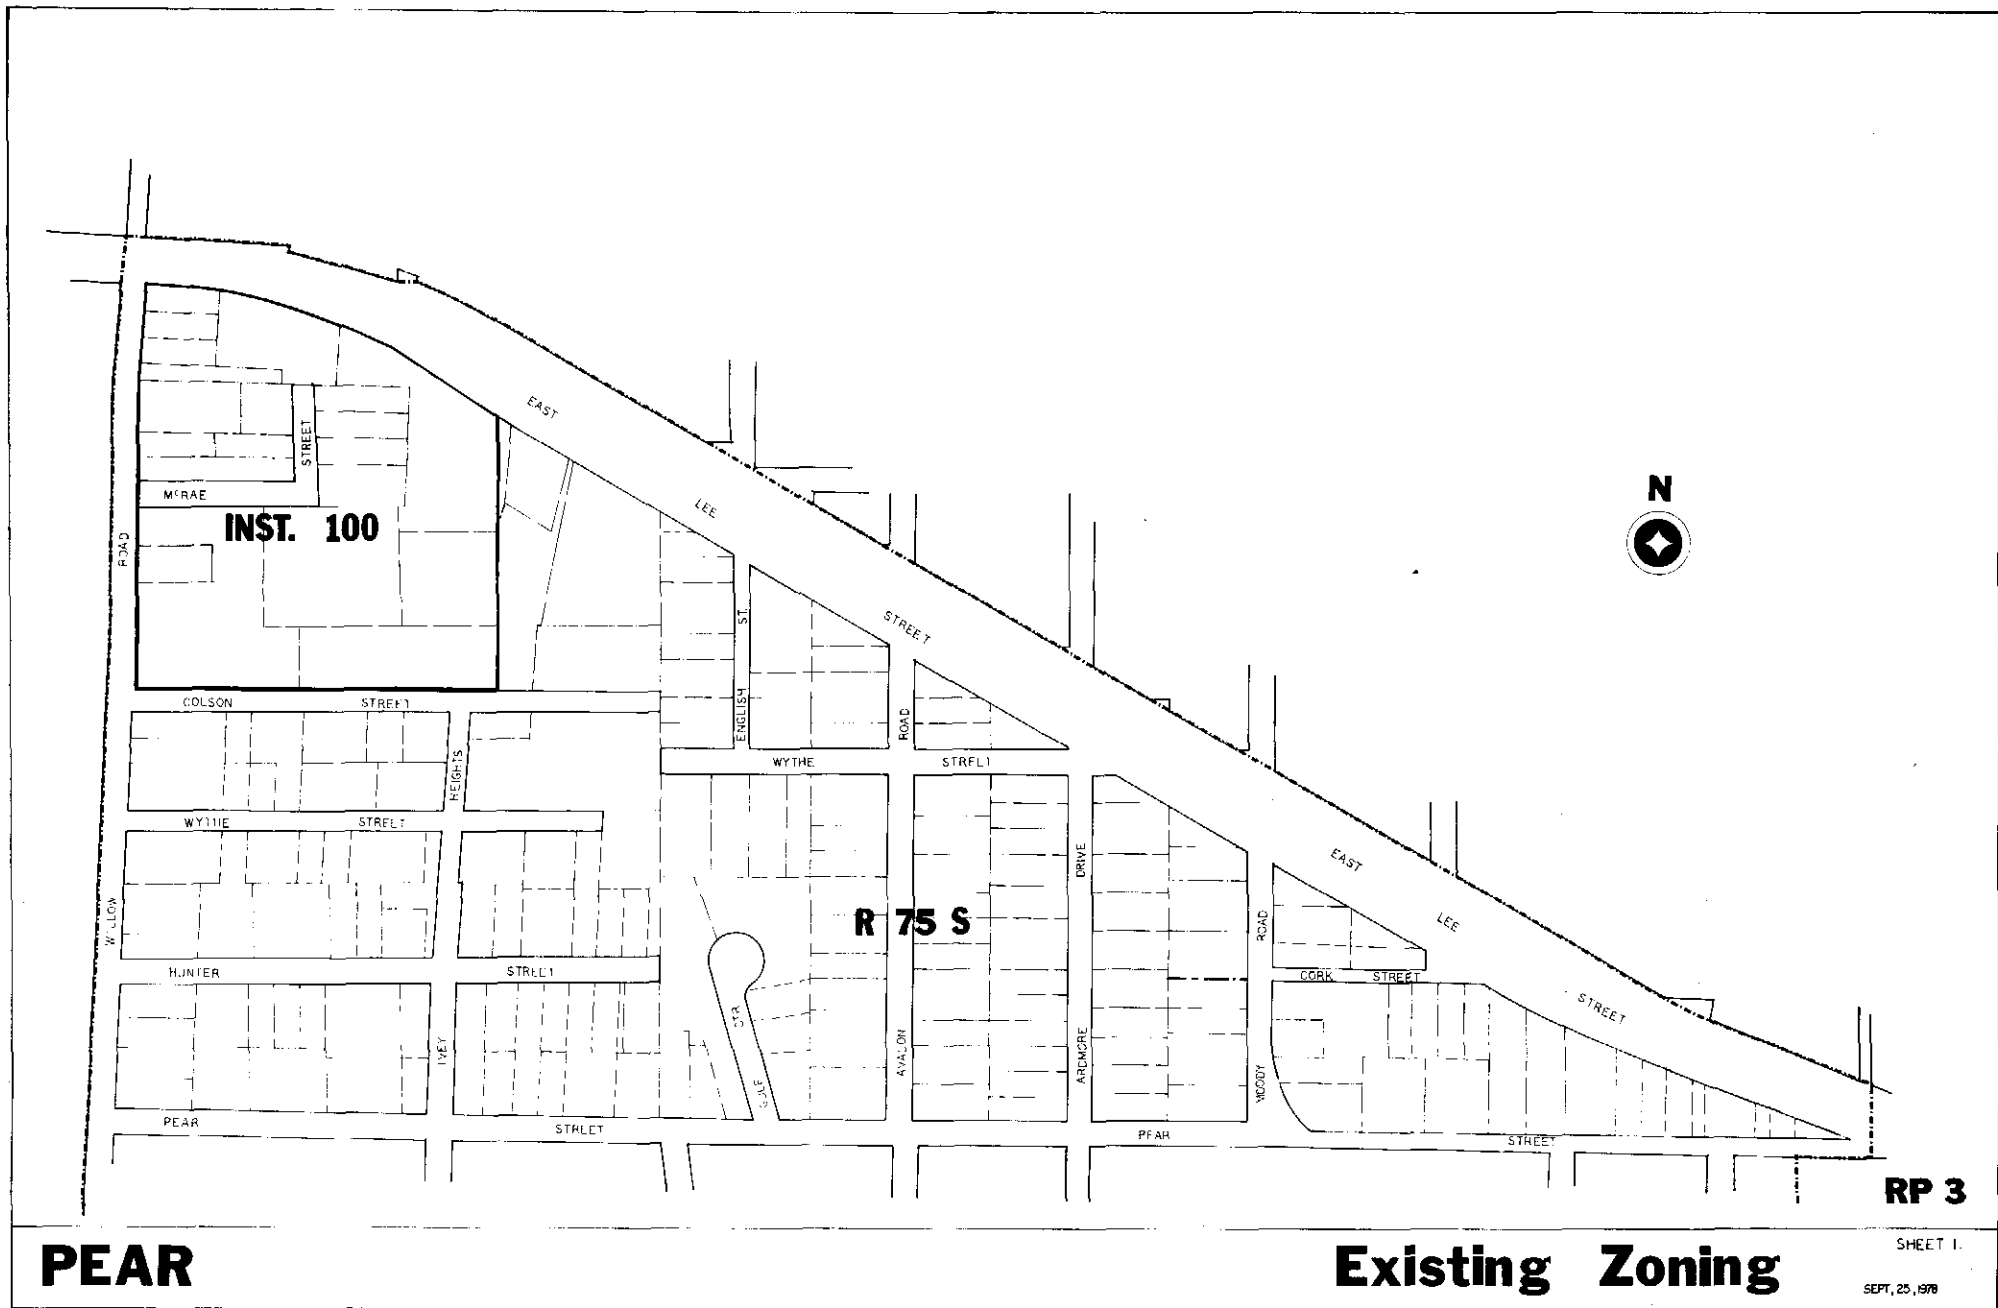 EAST
STREET
LEE
N
McRAE
INST. 100
ROAD
STREET
ST.
ENGLISH
COLSON STREET
ROAD
HEIGHTS
WYTHE STREET
WYTHE STREET
DRIVE
EAST
WILLOW
R 75 S
ROAD
LEE
HUNTER STREET
CORK STREET
STREET
CTR.
IVEY
AVALON
ARDMORE
MOODY
GOLF
PEAR STREET
PEAR STREET
RP 3
PEAR
Existing Zoning
SHEET 1.
SEPT, 25, 1978